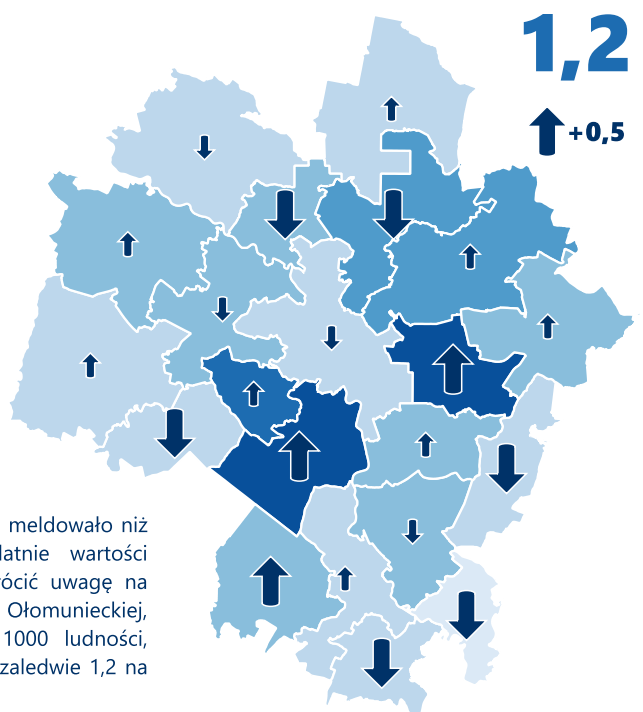 1,2
+0,5
meldowało niż
latnie wartości
ócić uwagę na
Ołomunieckiej,
1000 ludności,
zaledwie 1,2 na